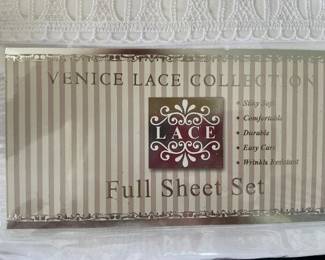 VENICE LACE COLLECTION
LACE
• Silky Soft
• Comfortable
• Durable
• Easy Care
• Wrinkle Resistant
Full Sheet Set